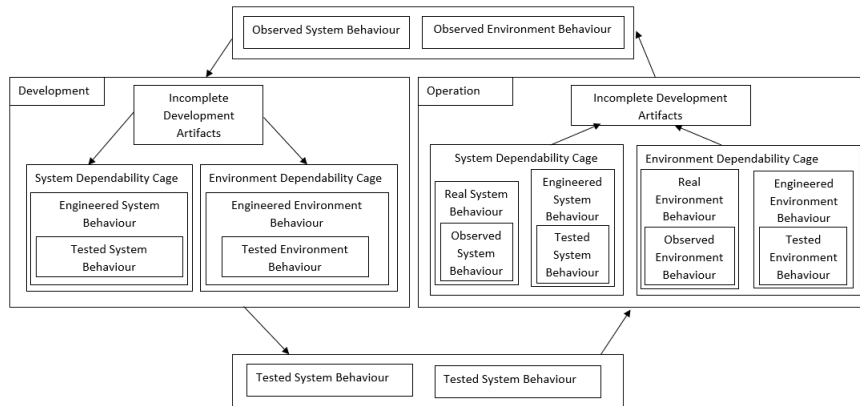 Observed System Behaviour
Observed Environment Behaviour
Development
Incomplete
Development
Artifacts
System Dependability Cage
Engineered System
Behaviour
Tested System
Behaviour
Environment Dependability Cage
Engineered Environment
Behaviour
Tested Environment
Behaviour
Operation
Incomplete Development
Artifacts
System Dependability Cage
Real System
Behaviour
Observed
System
Behaviour
Engineered
System
Behaviour
Tested
System
Behaviour
Environment Dependability Cage
Real
Environment
Behaviour
Observed
Environment
Behaviour
Engineered
Environment
Behaviour
Tested
Environment
Behaviour
Tested System Behaviour
Tested System Behaviour